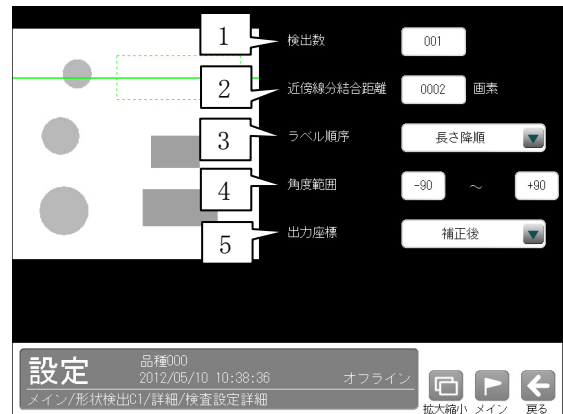 1 検出数 001
2 近傍線分結合距離 0002 画素
3 ラベル順序 長さ降順
4 角度範囲 -90 ～ +90
5 出力座標 補正後
設定 品種000
2012/05/10 10:38:36 オフライン
メイン/形状検出C1/詳細/検査設定詳細
拡大縮小 メイン 戻る